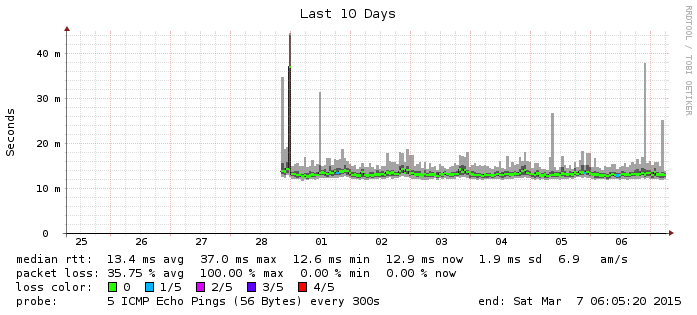 Last 10 Days
RRDTOOL / TOBI OETIKER
Seconds
40 m
30 m
20 m
10 m
0
25 26 27 28 01 02 03 04 05 06
median rtt: 13.4 ms avg 37.0 ms max 12.6 ms min 12.9 ms now 1.9 ms sd 6.9 am/s
packet loss: 35.75 % avg 100.00 % max 0.00 % min 0.00 % now
loss color: 0 1/5 2/5 3/5 4/5
probe: 5 ICMP Echo Pings (56 Bytes) every 300s end: Sat Mar 7 06:05:20 2015